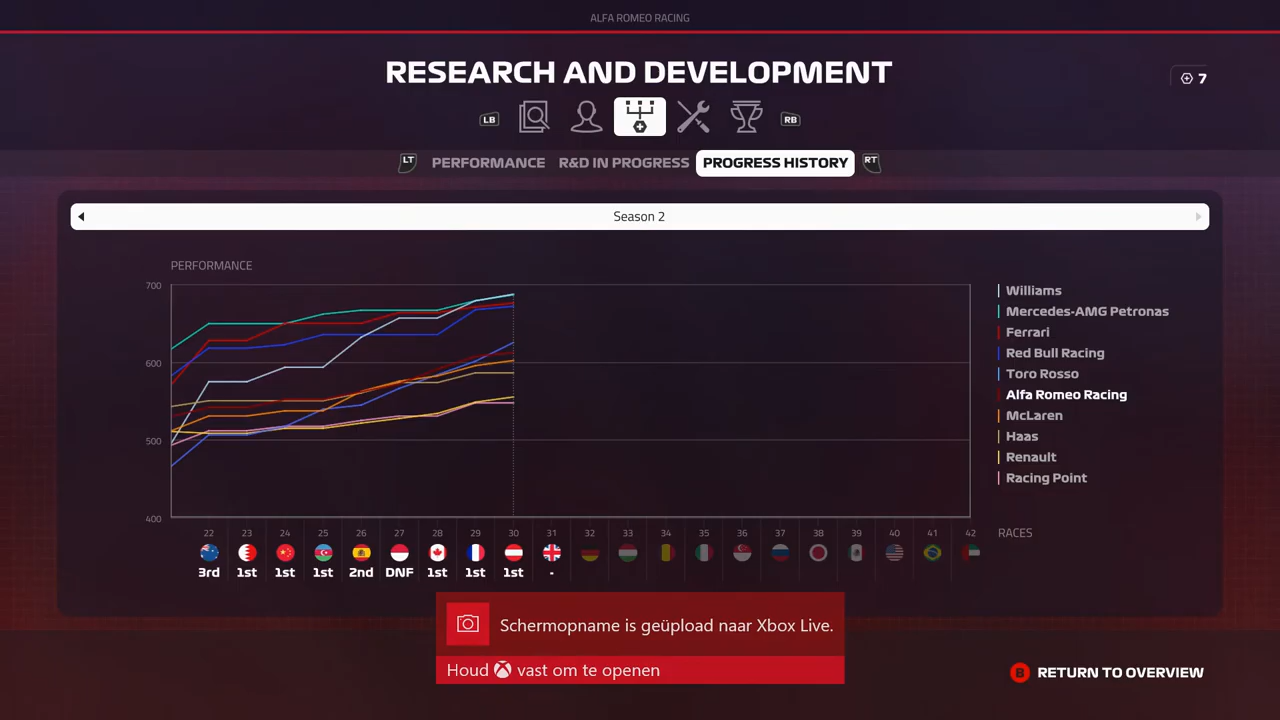 ALFA ROMEO RACING
RESEARCH AND DEVELOPMENT
7
LB
RB
LT PERFORMANCE R&D IN PROGRESS PROGRESS HISTORY RT
Season 2
PERFORMANCE
700
600
500
400
Williams
Mercedes-AMG Petronas
Ferrari
Red Bull Racing
Toro Rosso
Alfa Romeo Racing
McLaren
Haas
Renault
Racing Point
22 23 24 25 26 27 28 29 30 31 32 33 34 35 36 37 38 39 40 41 42 RACES
3rd 1st 1st 1st 2nd DNF 1st 1st 1st -
Schermopname is geüpload naar Xbox Live.
Houd vast om te openen
B RETURN TO OVERVIEW